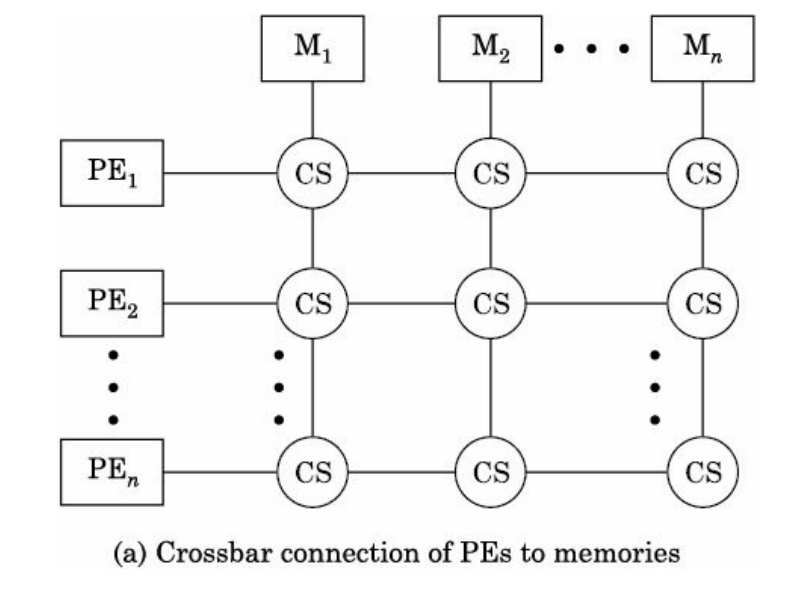 M₁ M₂ • • • Mₙ
PE₁ CS CS CS
PE₂ CS CS CS
PEₙ CS CS CS
(a) Crossbar connection of PEs to memories